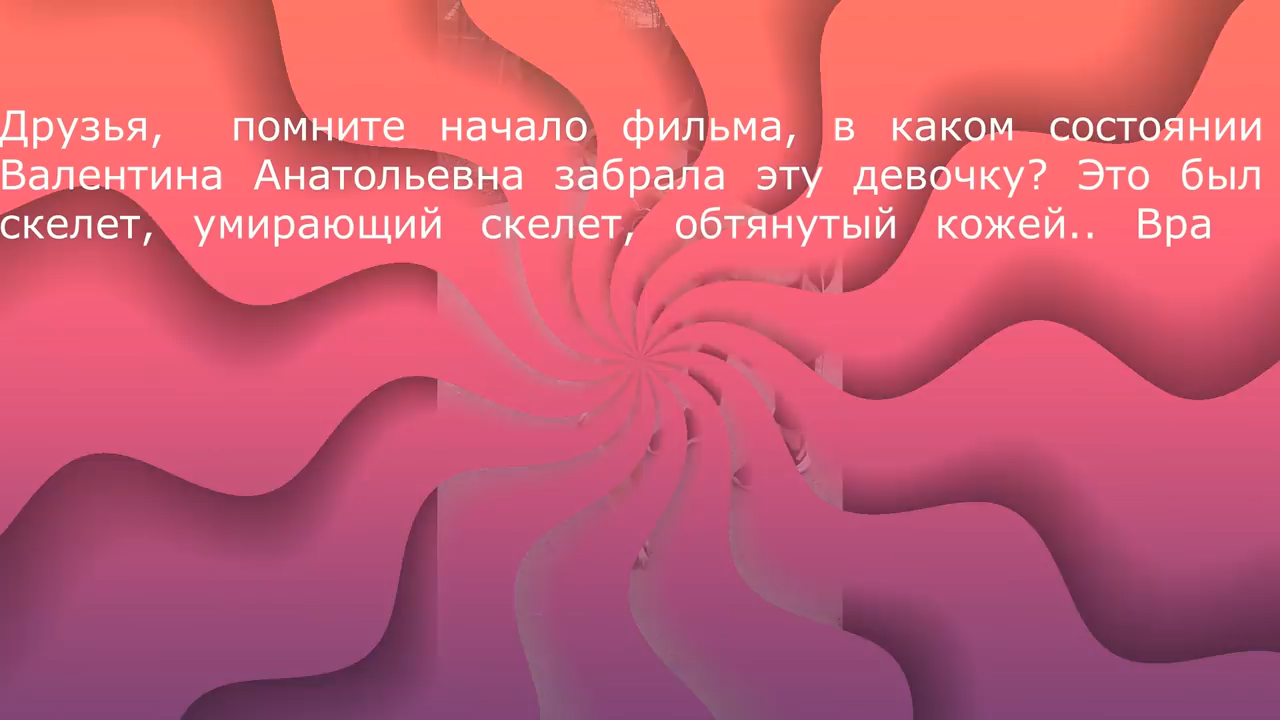 Друзья, помните начало фильма, в каком состоянии
Валентина Анатольевна забрала эту девочку? Это был
скелет, умирающий скелет, обтянутый кожей.. Вра